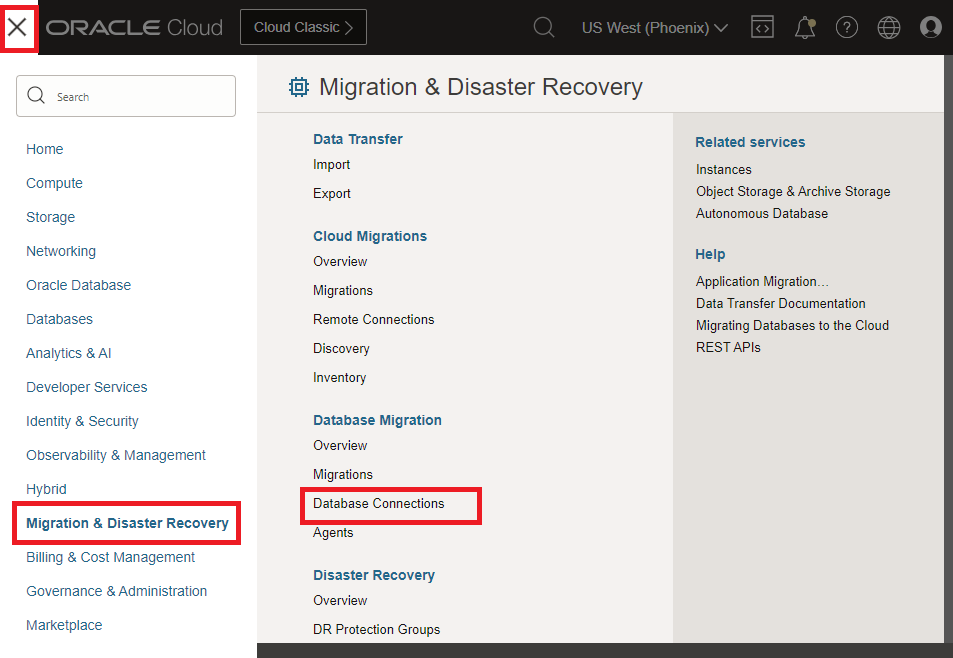 ORACLE Cloud
Cloud Classic
US West (Phoenix)
Search
Home
Compute
Storage
Networking
Oracle Database
Databases
Analytics & AI
Developer Services
Identity & Security
Observability & Management
Hybrid
Migration & Disaster Recovery
Billing & Cost Management
Governance & Administration
Marketplace
Migration & Disaster Recovery
Data Transfer
Import
Export
Cloud Migrations
Overview
Migrations
Remote Connections
Discovery
Inventory
Database Migration
Overview
Migrations
Database Connections
Agents
Disaster Recovery
Overview
DR Protection Groups
Related services
Instances
Object Storage & Archive Storage
Autonomous Database
Help
Application Migration…
Data Transfer Documentation
Migrating Databases to the Cloud
REST APIs